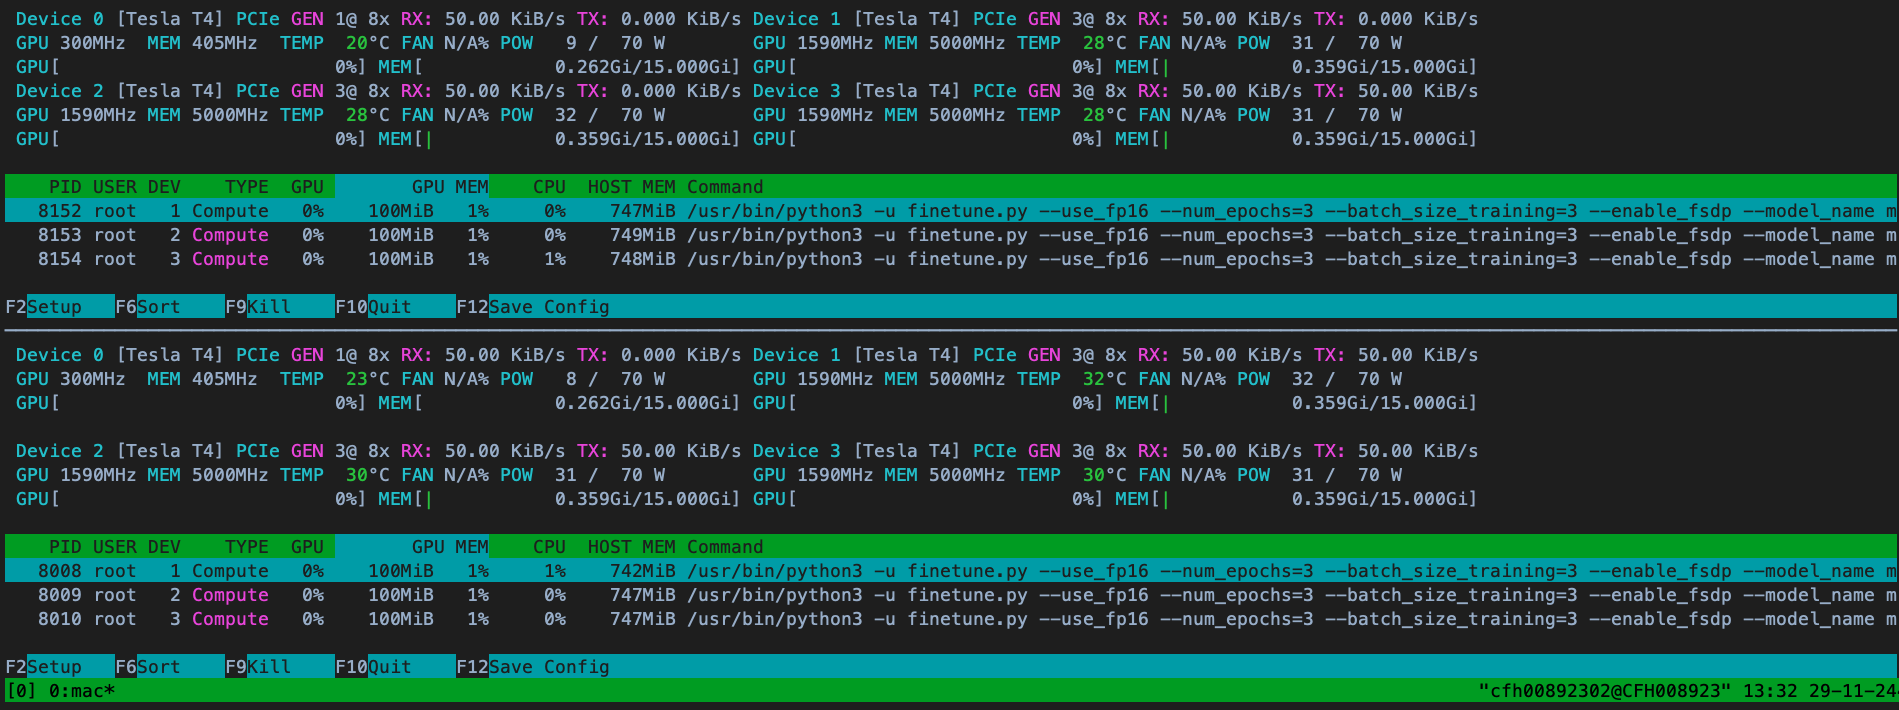 Device 0 [Tesla T4] PCIe GEN 1@ 8x RX: 50.00 KiB/s TX: 0.000 KiB/s Device 1 [Tesla T4] PCIe GEN 3@ 8x RX: 50.00 KiB/s TX: 0.000 KiB/s
GPU 300MHz MEM 405MHz TEMP 20°C FAN N/A% POW 9 / 70 W GPU 1590MHz MEM 5000MHz TEMP 28°C FAN N/A% POW 31 / 70 W
GPU[ 0%] MEM[ 0.262Gi/15.000Gi] GPU[ 0%] MEM[| 0.359Gi/15.000Gi]
Device 2 [Tesla T4] PCIe GEN 3@ 8x RX: 50.00 KiB/s TX: 0.000 KiB/s Device 3 [Tesla T4] PCIe GEN 3@ 8x RX: 50.00 KiB/s TX: 50.00 KiB/s
GPU 1590MHz MEM 5000MHz TEMP 28°C FAN N/A% POW 32 / 70 W GPU 1590MHz MEM 5000MHz TEMP 28°C FAN N/A% POW 31 / 70 W
GPU[ 0%] MEM[| 0.359Gi/15.000Gi] GPU[ 0%] MEM[| 0.359Gi/15.000Gi]
PID USER DEV TYPE GPU GPU MEM CPU HOST MEM Command
8152 root 1 Compute 0% 100MiB 1% 0% 747MiB /usr/bin/python3 -u finetune.py --use_fp16 --num_epochs=3 --batch_size_training=3 --enable_fsdp --model_name m
8153 root 2 Compute 0% 100MiB 1% 0% 749MiB /usr/bin/python3 -u finetune.py --use_fp16 --num_epochs=3 --batch_size_training=3 --enable_fsdp --model_name m
8154 root 3 Compute 0% 100MiB 1% 1% 748MiB /usr/bin/python3 -u finetune.py --use_fp16 --num_epochs=3 --batch_size_training=3 --enable_fsdp --model_name m
F2Setup F6Sort F9Kill F10Quit F12Save Config
Device 0 [Tesla T4] PCIe GEN 1@ 8x RX: 50.00 KiB/s TX: 0.000 KiB/s Device 1 [Tesla T4] PCIe GEN 3@ 8x RX: 50.00 KiB/s TX: 50.00 KiB/s
GPU 300MHz MEM 405MHz TEMP 23°C FAN N/A% POW 8 / 70 W GPU 1590MHz MEM 5000MHz TEMP 32°C FAN N/A% POW 32 / 70 W
GPU[ 0%] MEM[ 0.262Gi/15.000Gi] GPU[ 0%] MEM[| 0.359Gi/15.000Gi]
Device 2 [Tesla T4] PCIe GEN 3@ 8x RX: 50.00 KiB/s TX: 50.00 KiB/s Device 3 [Tesla T4] PCIe GEN 3@ 8x RX: 50.00 KiB/s TX: 50.00 KiB/s
GPU 1590MHz MEM 5000MHz TEMP 30°C FAN N/A% POW 31 / 70 W GPU 1590MHz MEM 5000MHz TEMP 30°C FAN N/A% POW 31 / 70 W
GPU[ 0%] MEM[| 0.359Gi/15.000Gi] GPU[ 0%] MEM[| 0.359Gi/15.000Gi]
PID USER DEV TYPE GPU GPU MEM CPU HOST MEM Command
8008 root 1 Compute 0% 100MiB 1% 1% 742MiB /usr/bin/python3 -u finetune.py --use_fp16 --num_epochs=3 --batch_size_training=3 --enable_fsdp --model_name m
8009 root 2 Compute 0% 100MiB 1% 0% 747MiB /usr/bin/python3 -u finetune.py --use_fp16 --num_epochs=3 --batch_size_training=3 --enable_fsdp --model_name m
8010 root 3 Compute 0% 100MiB 1% 0% 747MiB /usr/bin/python3 -u finetune.py --use_fp16 --num_epochs=3 --batch_size_training=3 --enable_fsdp --model_name m
F2Setup F6Sort F9Kill F10Quit F12Save Config
[0] 0:mac* "cfh00892302@CFH008923" 13:32 29-11-24